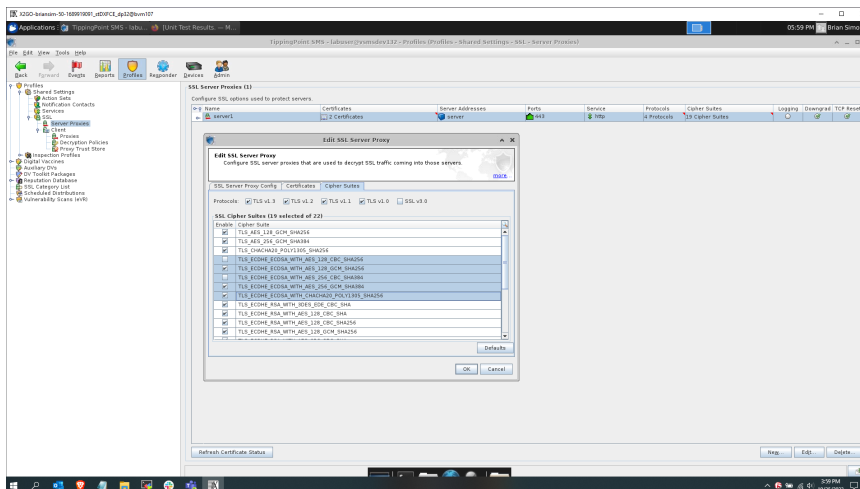 X2GO-briansim-50-1689919091_stDXFCE_dp32@bvm107
Applications
TippingPoint SMS - labu...
[Unit Test Results. — M...
05:59 PM
Brian Simo
TippingPoint SMS - labuser@vsmsdev132 - Profiles (Profiles - Shared Settings - SSL - Server Proxies)
File Edit View Tools Help
Back Forward Events Reports Profiles Responder Devices Admin
Profiles
Shared Settings
Action Sets
Notification Contacts
Services
SSL
Server Proxies
Client
Proxies
Decryption Policies
Proxy Trust Store
Inspection Profiles
Digital Vaccines
Auxiliary DVs
DV Toolkit Packages
Reputation Database
SSL Category List
Scheduled Distributions
Vulnerability Scans (eVR)
SSL Server Proxies (1)
Configure SSL options used to protect servers.
Name Certificates Server Addresses Ports Service Protocols Cipher Suites Logging Downgrad TCP Reset
server1 2 Certificates server 443 http 4 Protocols 19 Cipher Suites
Edit SSL Server Proxy
Edit SSL Server Proxy
Configure SSL server proxies that are used to decrypt SSL traffic coming into those servers.
more
SSL Server Proxy Config Certificates Cipher Suites
Protocols TLS v1.3 TLS v1.2 TLS v1.1 TLS v1.0 SSL v3.0
SSL Cipher Suites (19 selected of 22)
Enable Cipher Suite
TLS_AES_128_GCM_SHA256
TLS_AES_256_GCM_SHA384
TLS_CHACHA20_POLY1305_SHA256
TLS_ECDHE_ECDSA_WITH_AES_128_CBC_SHA256
TLS_ECDHE_ECDSA_WITH_AES_128_GCM_SHA256
TLS_ECDHE_ECDSA_WITH_AES_256_CBC_SHA384
TLS_ECDHE_ECDSA_WITH_AES_256_GCM_SHA384
TLS_ECDHE_ECDSA_WITH_CHACHA20_POLY1305_SHA256
TLS_ECDHE_RSA_WITH_3DES_EDE_CBC_SHA
TLS_ECDHE_RSA_WITH_AES_128_CBC_SHA
TLS_ECDHE_RSA_WITH_AES_128_CBC_SHA256
TLS_ECDHE_RSA_WITH_AES_128_GCM_SHA256
Defaults
OK Cancel
Refresh Certificate Status
New... Edit... Delete...
3:59 PM